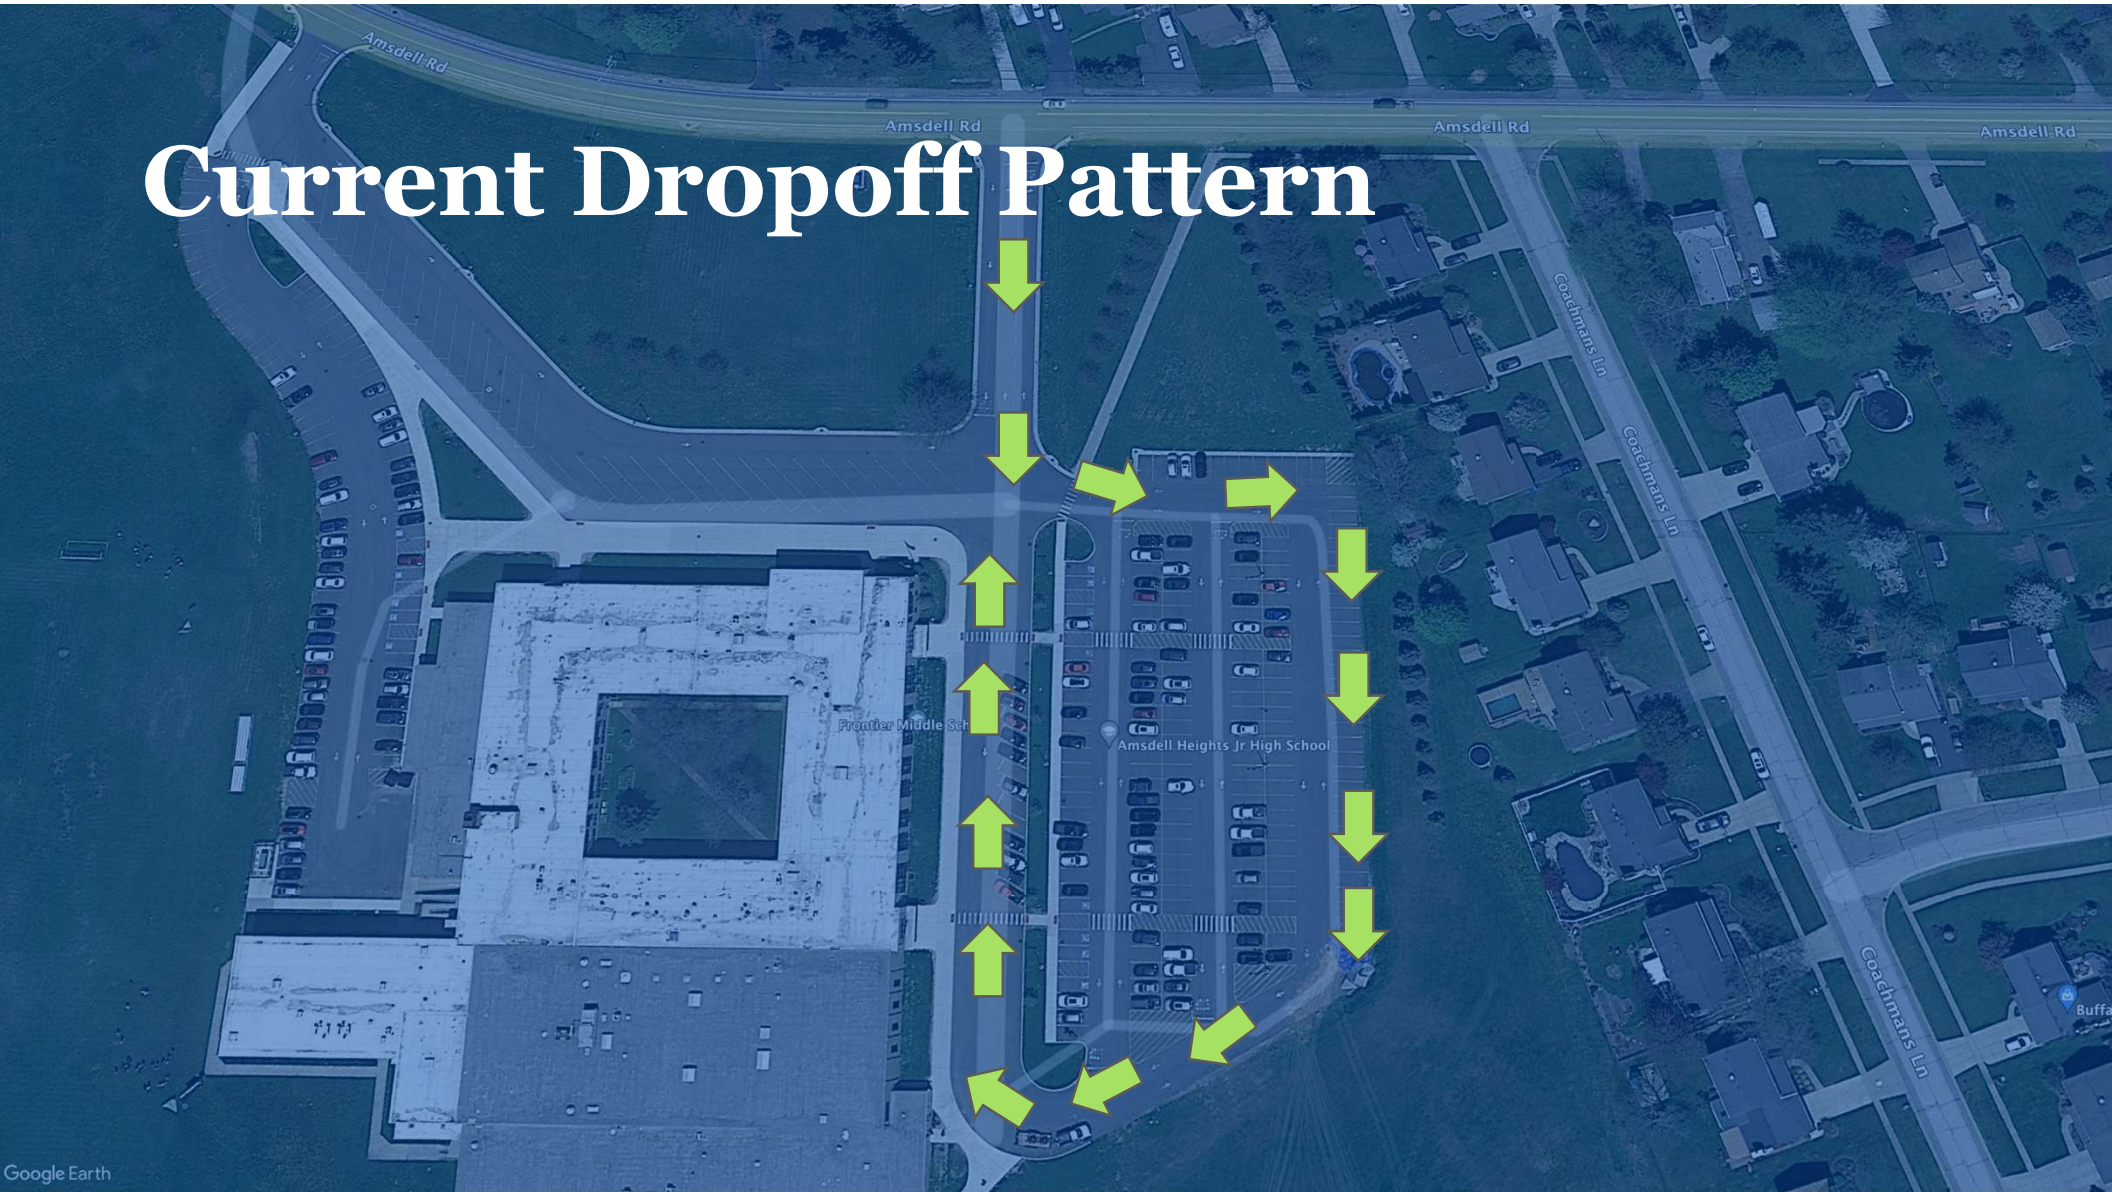 Amsdell Rd
Amsdell Rd
Amsdell Rd
Amsdell Rd
Current Dropoff Pattern
Coachmans Ln
Coachmans Ln
Frontier Middle Sch
Amsdell Heights Jr High School
Coachmans Ln
Buffa
Google Earth